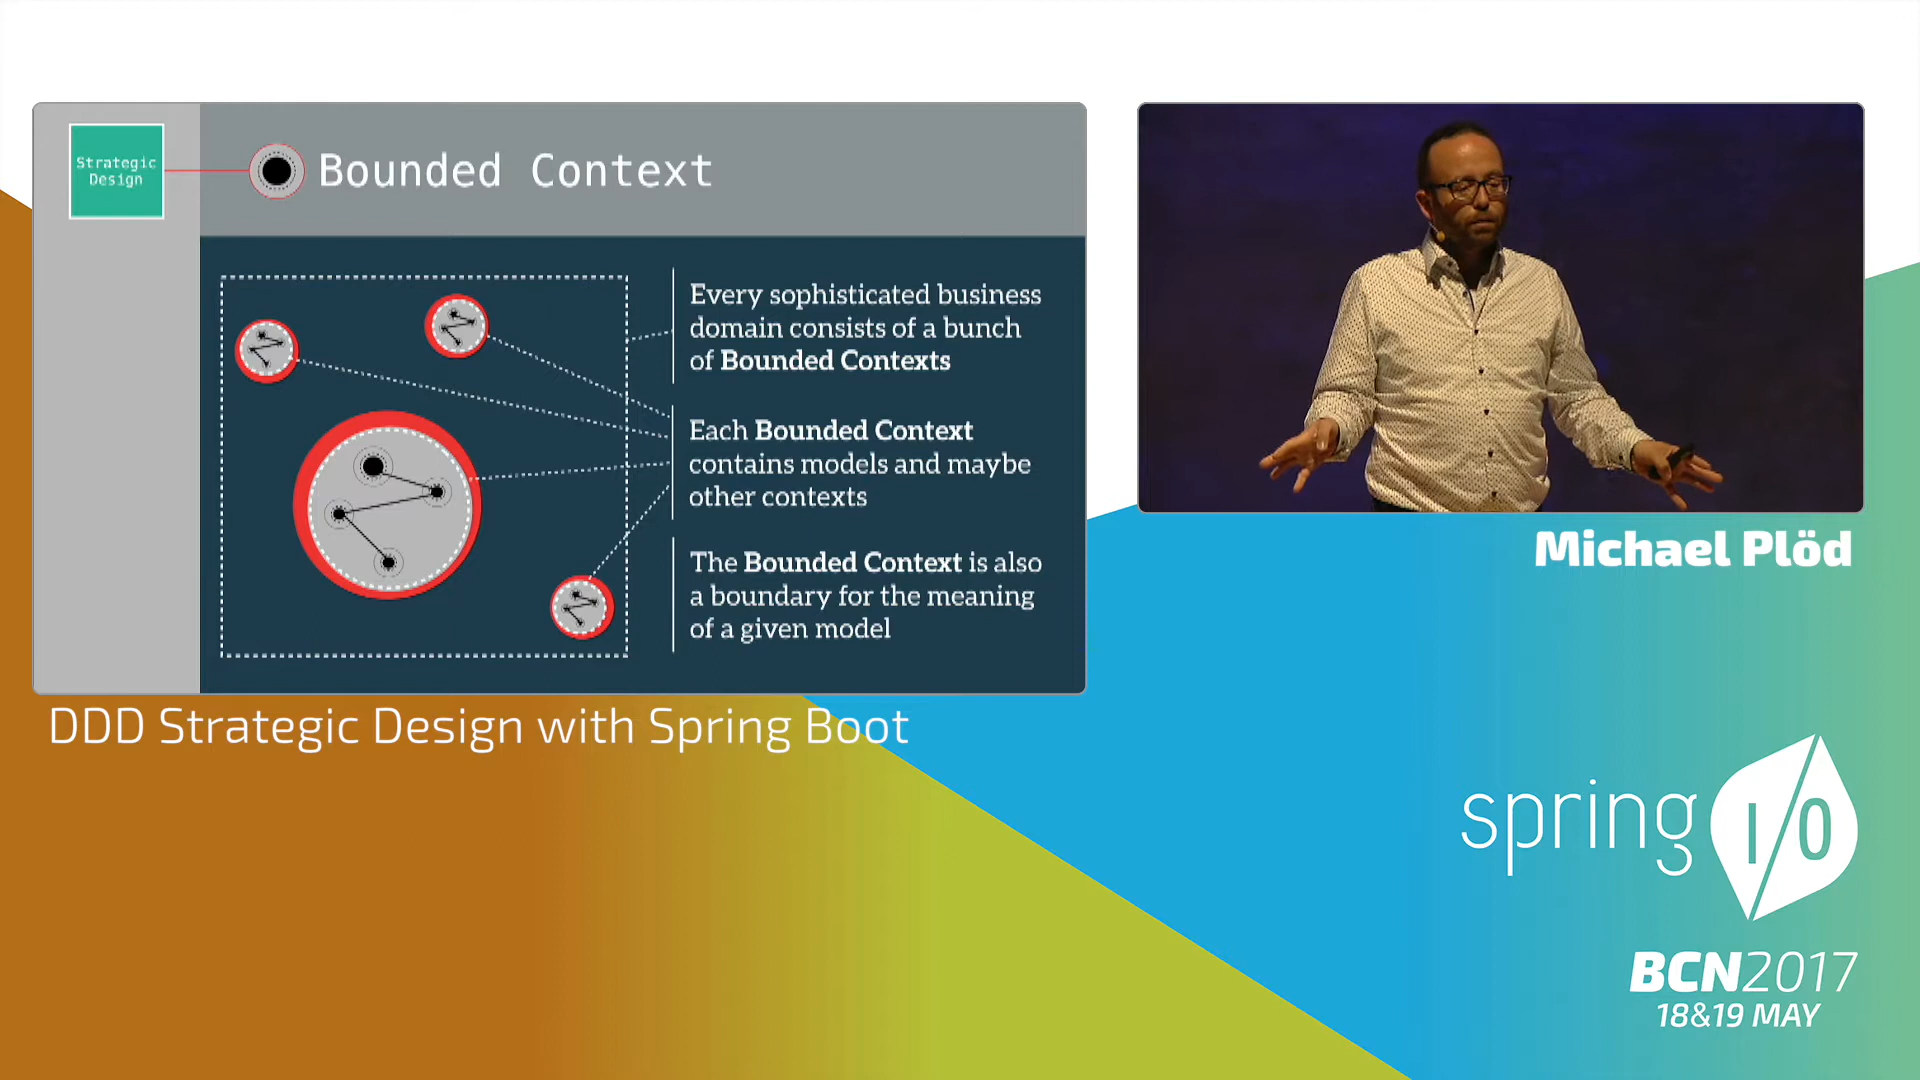 Strategic
Design
Bounded Context
Every sophisticated business
domain consists of a bunch
of Bounded Contexts
Each Bounded Context
contains models and maybe
other contexts
The Bounded Context is also
a boundary for the meaning
of a given model
DDD Strategic Design with Spring Boot
Michael Plöd
spring I/O
BCN2017
18&19 MAY